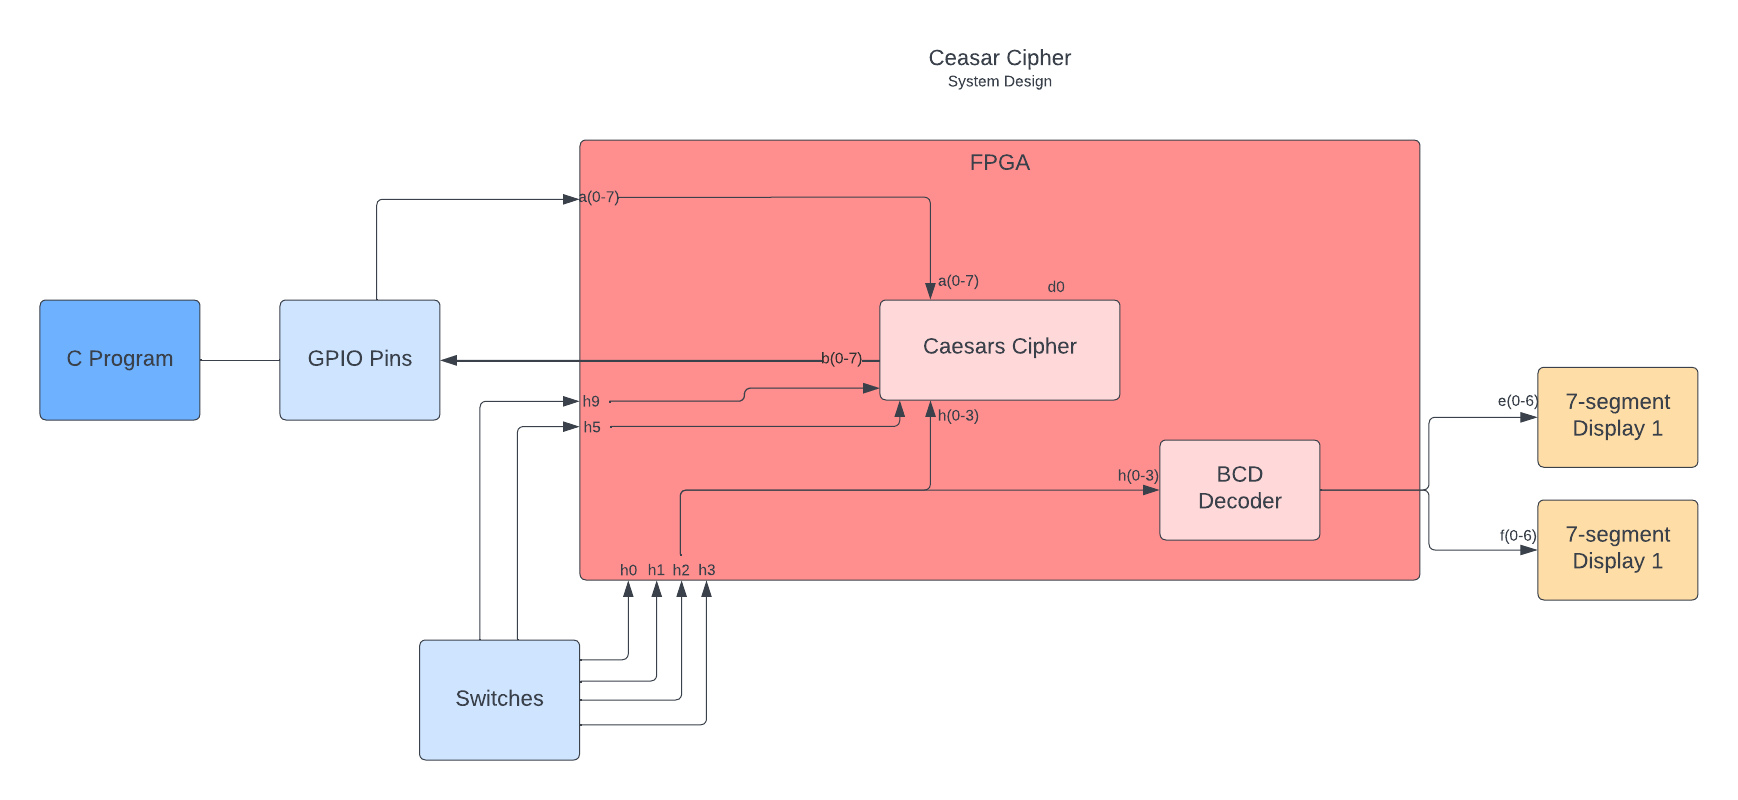 Ceasar Cipher
System Design
FPGA
a(0-7)
a(0-7)
d0
C Program
GPIO Pins
b(0-7)
Caesars Cipher
h9
h5
h(0-3)
h(0-3)
BCD
Decoder
e(0-6)
7-segment
Display 1
f(0-6)
7-segment
Display 1
h0 h1 h2 h3
Switches